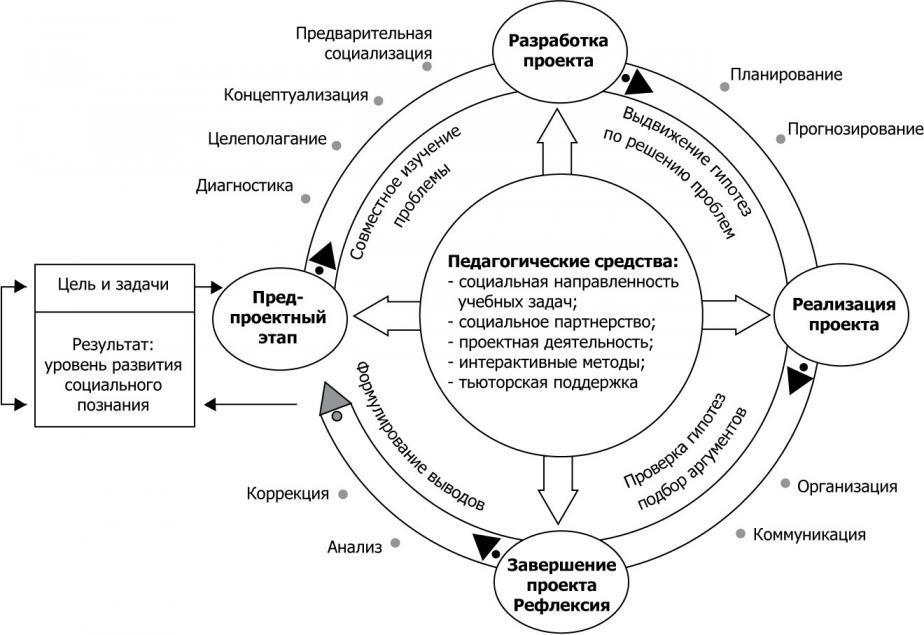 Предварительная
социализация
Концептуализация
Целеполагание
Диагностика
Разработка
проекта
Планирование
Прогнозирование
Совместное изучение
проблемы
Выдвижение гипотез
по решению проблем
Цель и задачи
Результат:
уровень развития
социального
познания
Пред-
проектный
этап
Педагогические средства:
- социальная направленность
учебных задач;
- социальное партнерство;
- проектная деятельность;
- интерактивные методы;
- тьюторская поддержка
Реализация
проекта
Формулирование выводов
Проверка гипотез
подбор аргументов
Коррекция
Анализ
Завершение
проекта
Рефлексия
Организация
Коммуникация